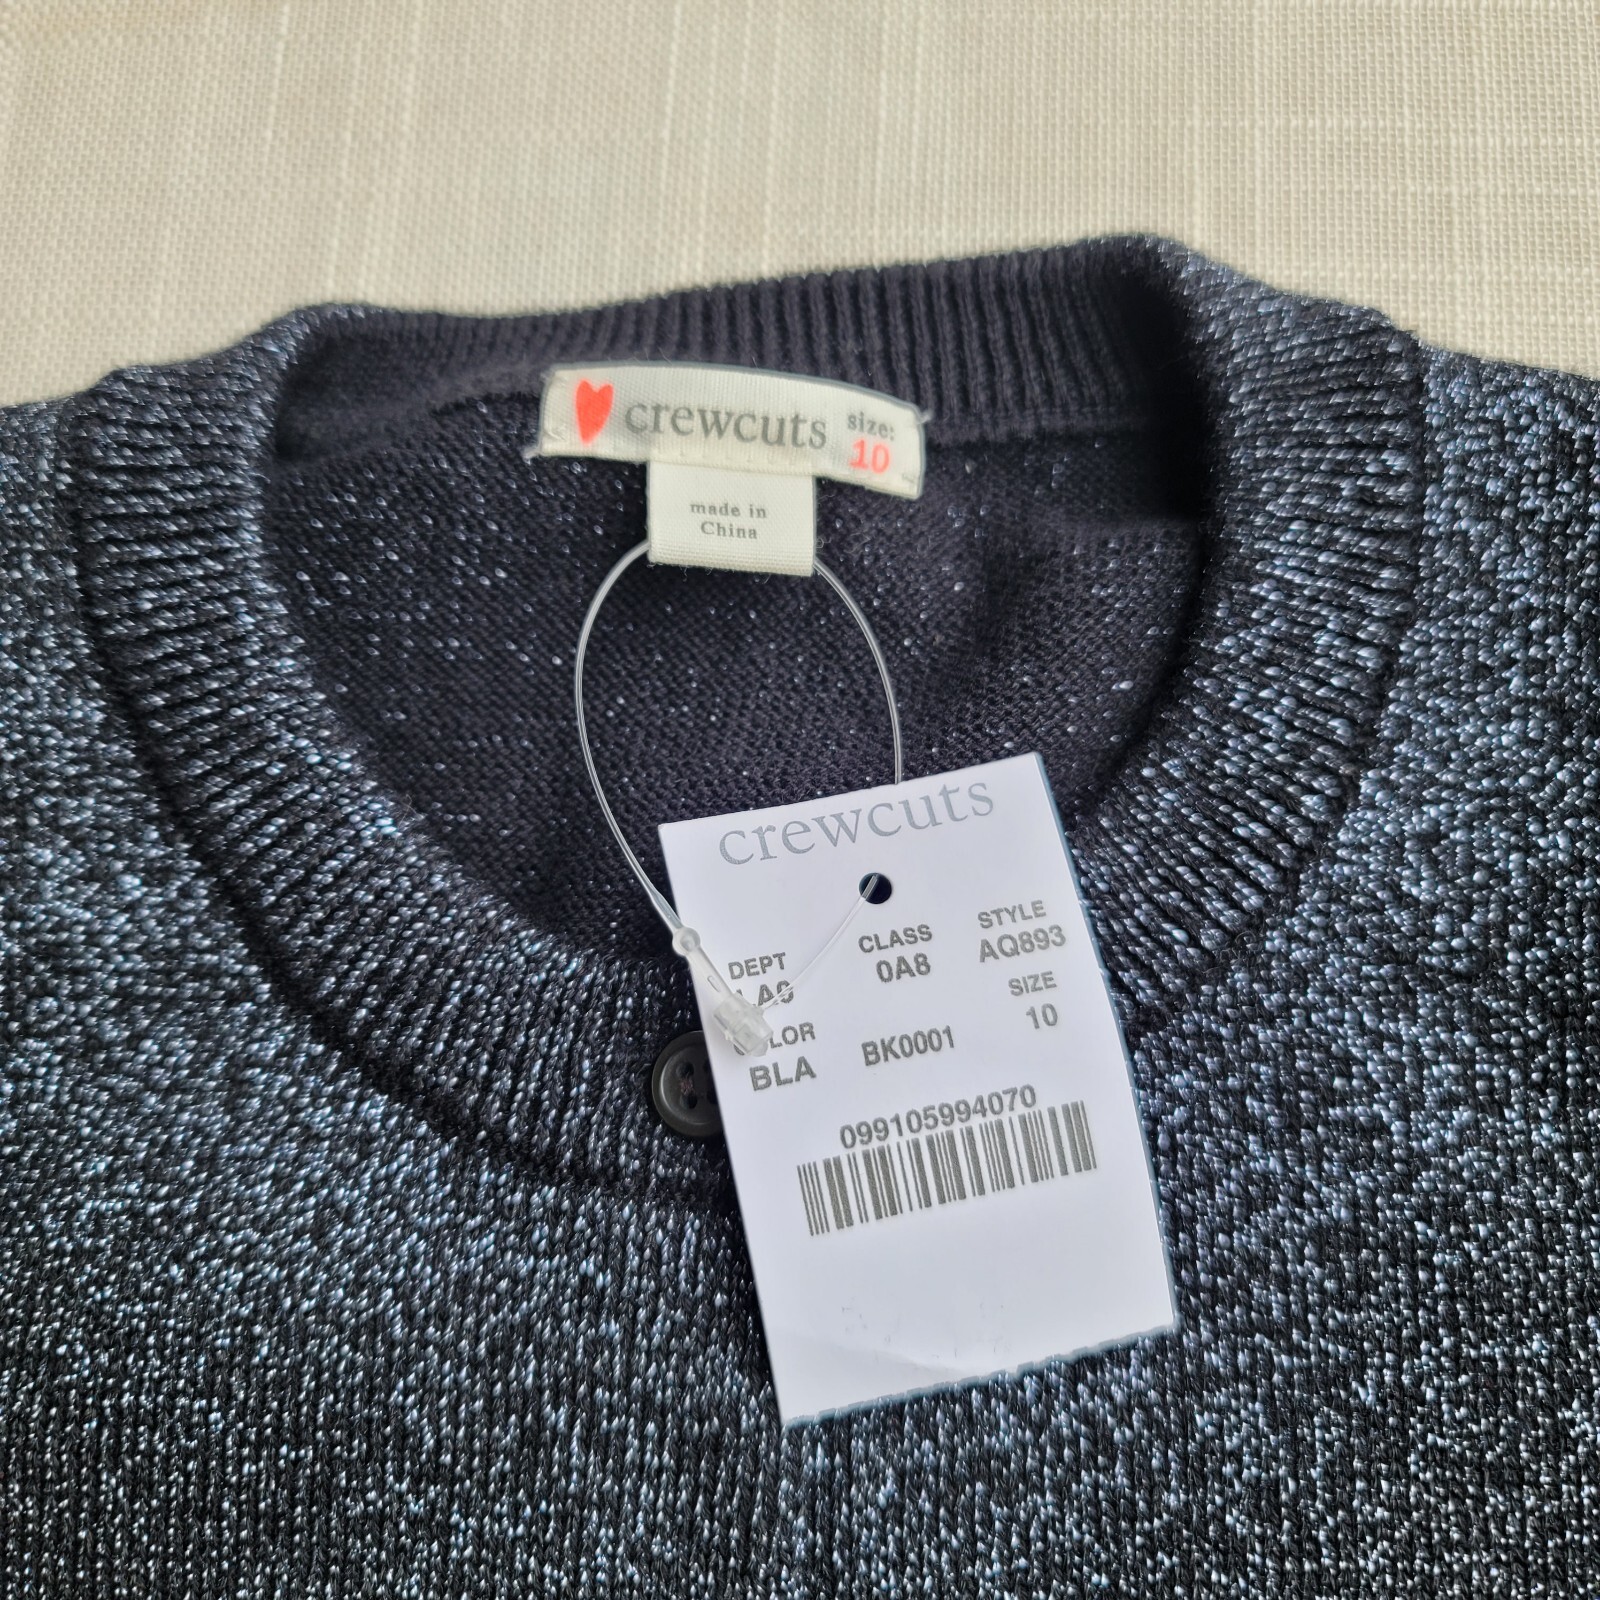 crewcuts size: 10
made in
China
crewcuts
DEPT CLASS STYLE
0A8 AQ893
SIZE
BLA BK0001 10
099105994070